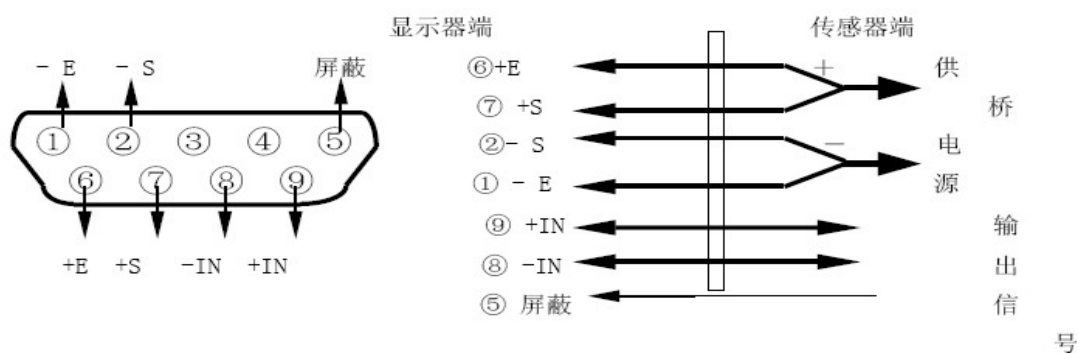 显示器端 传感器端
- E - S 屏蔽
① ② ③ ④ ⑤
⑥ ⑦ ⑧ ⑨
+E +S -IN +IN
⑥+E + 供
⑦ +S 桥
②- S - 电
① - E 源
⑨ +IN 输
⑧ -IN 出
⑤ 屏蔽 信
号